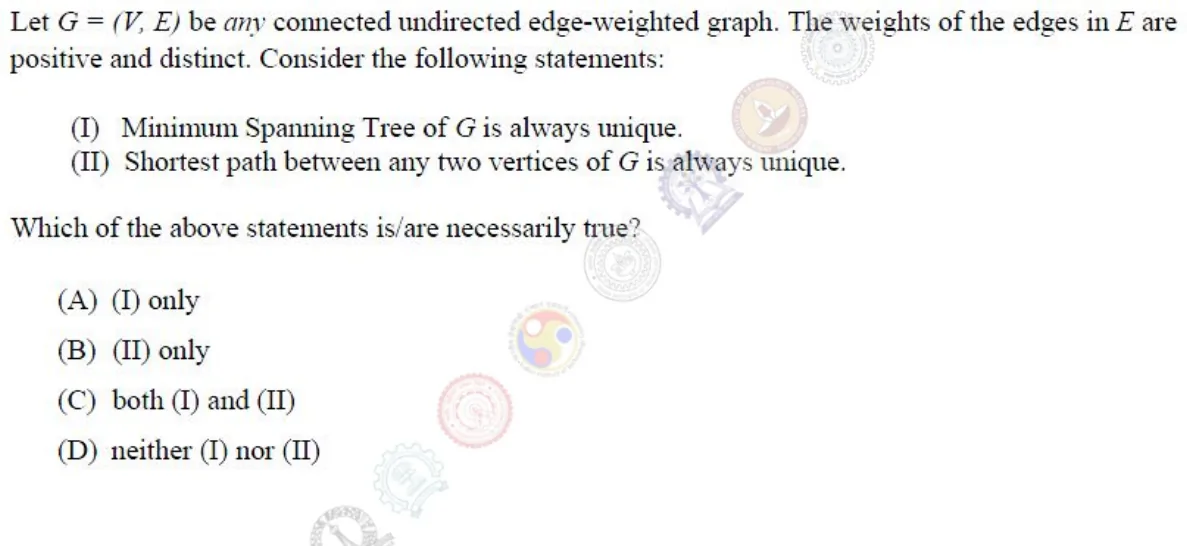 Let G = (V, E) be any connected undirected edge-weighted graph. The weights of the edges in E are
positive and distinct. Consider the following statements:
(I) Minimum Spanning Tree of G is always unique.
(II) Shortest path between any two vertices of G is always unique.
Which of the above statements is/are necessarily true?
(A) (I) only
(B) (II) only
(C) both (I) and (II)
(D) neither (I) nor (II)